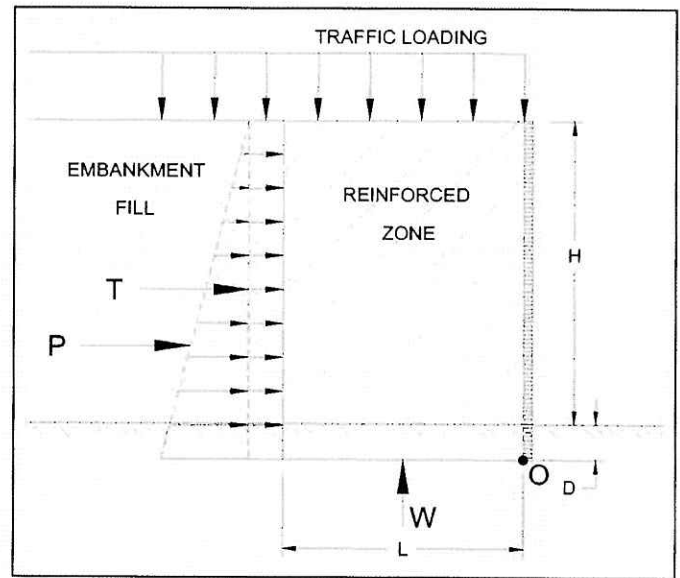 TRAFFIC LOADING
EMBANKMENT
FILL
REINFORCED
ZONE
H
T
P
O
D
W
L